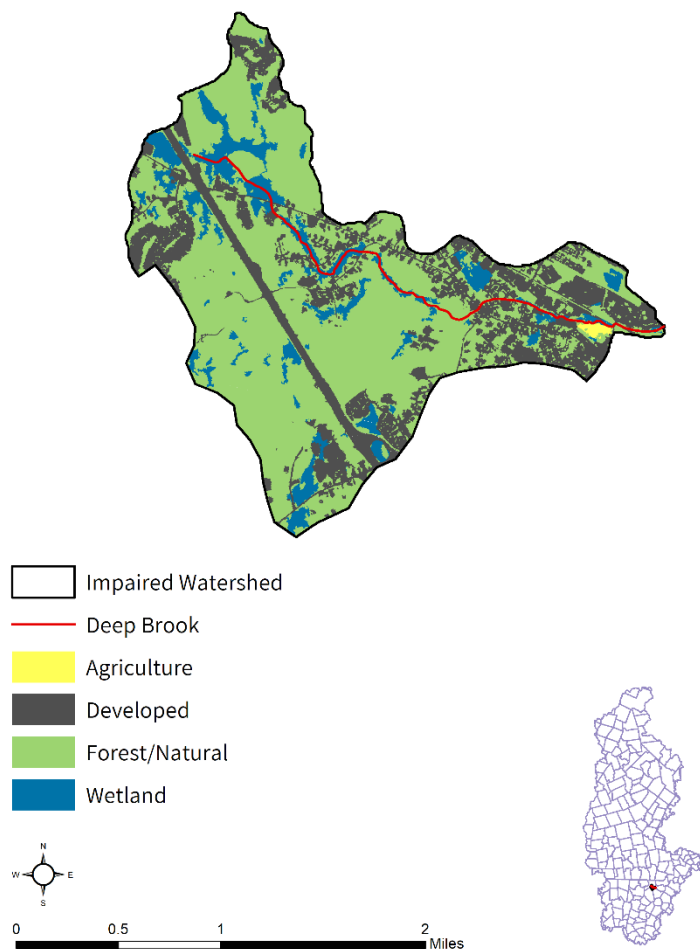 Impaired Watershed
Deep Brook
Agriculture
Developed
Forest/Natural
Wetland
N
W E
S
0 0.5 1 2
Miles